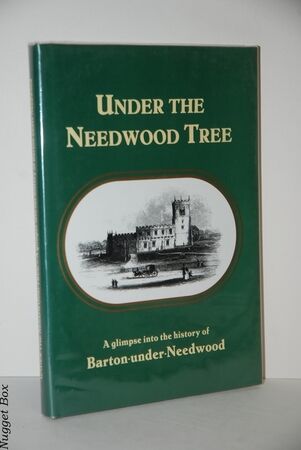 UNDER THE
NEEDWOOD TREE
A glimpse into the history of
Barton-under-Needwood
Nugget Box